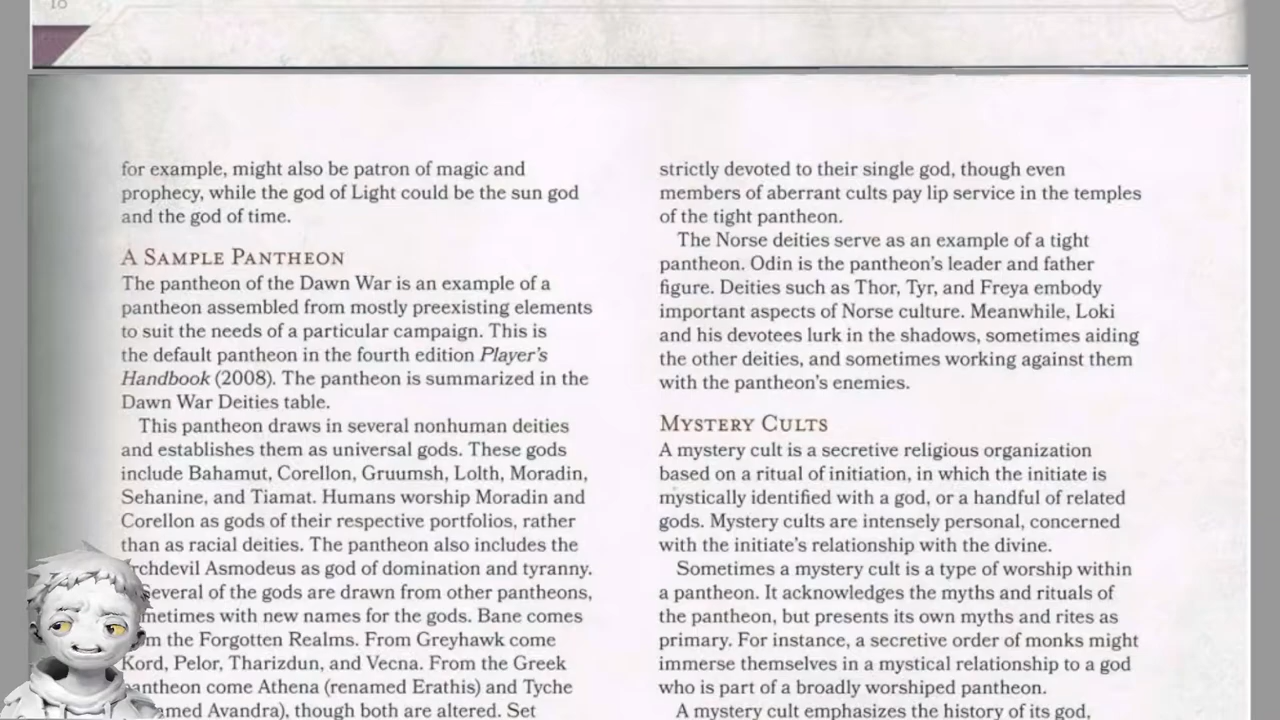 for example, might also be patron of magic and
prophecy, while the god of Light could be the sun god
and the god of time.
A Sample Pantheon
The pantheon of the Dawn War is an example of a
pantheon assembled from mostly preexisting elements
to suit the needs of a particular campaign. This is
the default pantheon in the fourth edition Player's
Handbook (2008). The pantheon is summarized in the
Dawn War Deities table.
This pantheon draws in several nonhuman deities
and establishes them as universal gods. These gods
include Bahamut, Corellon, Gruumsh, Lolth, Moradin,
Sehanine, and Tiamat. Humans worship Moradin and
Corellon as gods of their respective portfolios, rather
than as racial deities. The pantheon also includes the
Asmodeus as god of domination and tyranny.
Several of the gods are drawn from other pantheons,
with new names for the gods. Bane comes
the Forgotten Realms. From Greyhawk come
Kord, Pelor, Tharizdun, and Vecna. From the Greek
pantheon come Athena (renamed Erathis) and Tyche
Avandra), though both are altered. Set
strictly devoted to their single god, though even
members of aberrant cults pay lip service in the temples
of the tight pantheon.
The Norse deities serve as an example of a tight
pantheon. Odin is the pantheon's leader and father
figure. Deities such as Thor, Tyr, and Freya embody
important aspects of Norse culture. Meanwhile, Loki
and his devotees lurk in the shadows, sometimes aiding
the other deities, and sometimes working against them
with the pantheon's enemies.
Mystery Cults
A mystery cult is a secretive religious organization
based on a ritual of initiation, in which the initiate is
mystically identified with a god, or a handful of related
gods. Mystery cults are intensely personal, concerned
with the initiate's relationship with the divine.
Sometimes a mystery cult is a type of worship within
a pantheon. It acknowledges the myths and rituals of
the pantheon, but presents its own myths and rites as
primary. For instance, a secretive order of monks might
immerse themselves in a mystical relationship to a god
who is part of a broadly worshiped pantheon.
A mystery cult emphasizes the history of its god,